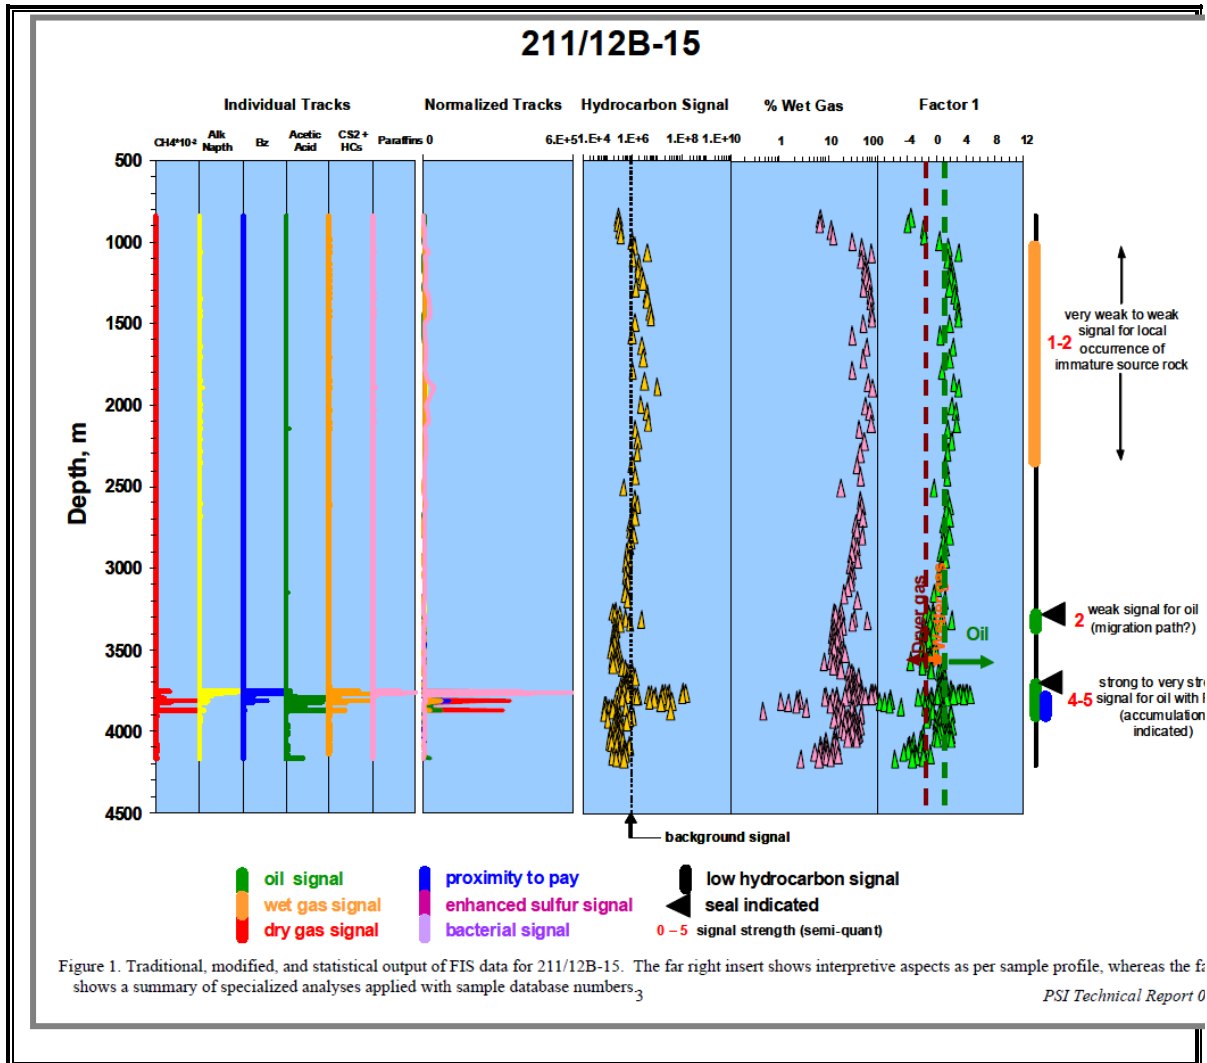 211/12B-15
Individual Tracks
Normalized Tracks
Hydrocarbon Signal
% Wet Gas
Factor 1
CH4*10-2
Alk Napth
Bz
Acetic Acid
CS2 + HCs
Paraffins
0
6.E+5
1.E+4
1.E+6
1.E+8
1.E+10
1
10
100
-4
0
4
8
12
Depth, m
500
1000
1500
2000
2500
3000
3500
4000
4500
Dryer gas
Oil
background signal
very weak to weak
signal for local
1-2
occurrence of
immature source rock
2
weak signal for oil
(migration path?)
strong to very str
4-5
signal for oil with
(accumulation
indicated)
oil signal
wet gas signal
dry gas signal
proximity to pay
enhanced sulfur signal
bacterial signal
low hydrocarbon signal
seal indicated
0 – 5 signal strength (semi-quant)
Figure 1. Traditional, modified, and statistical output of FIS data for 211/12B-15. The far right insert shows interpretive aspects as per sample profile, whereas the fa
shows a summary of specialized analyses applied with sample database numbers.
3
PSI Technical Report 0